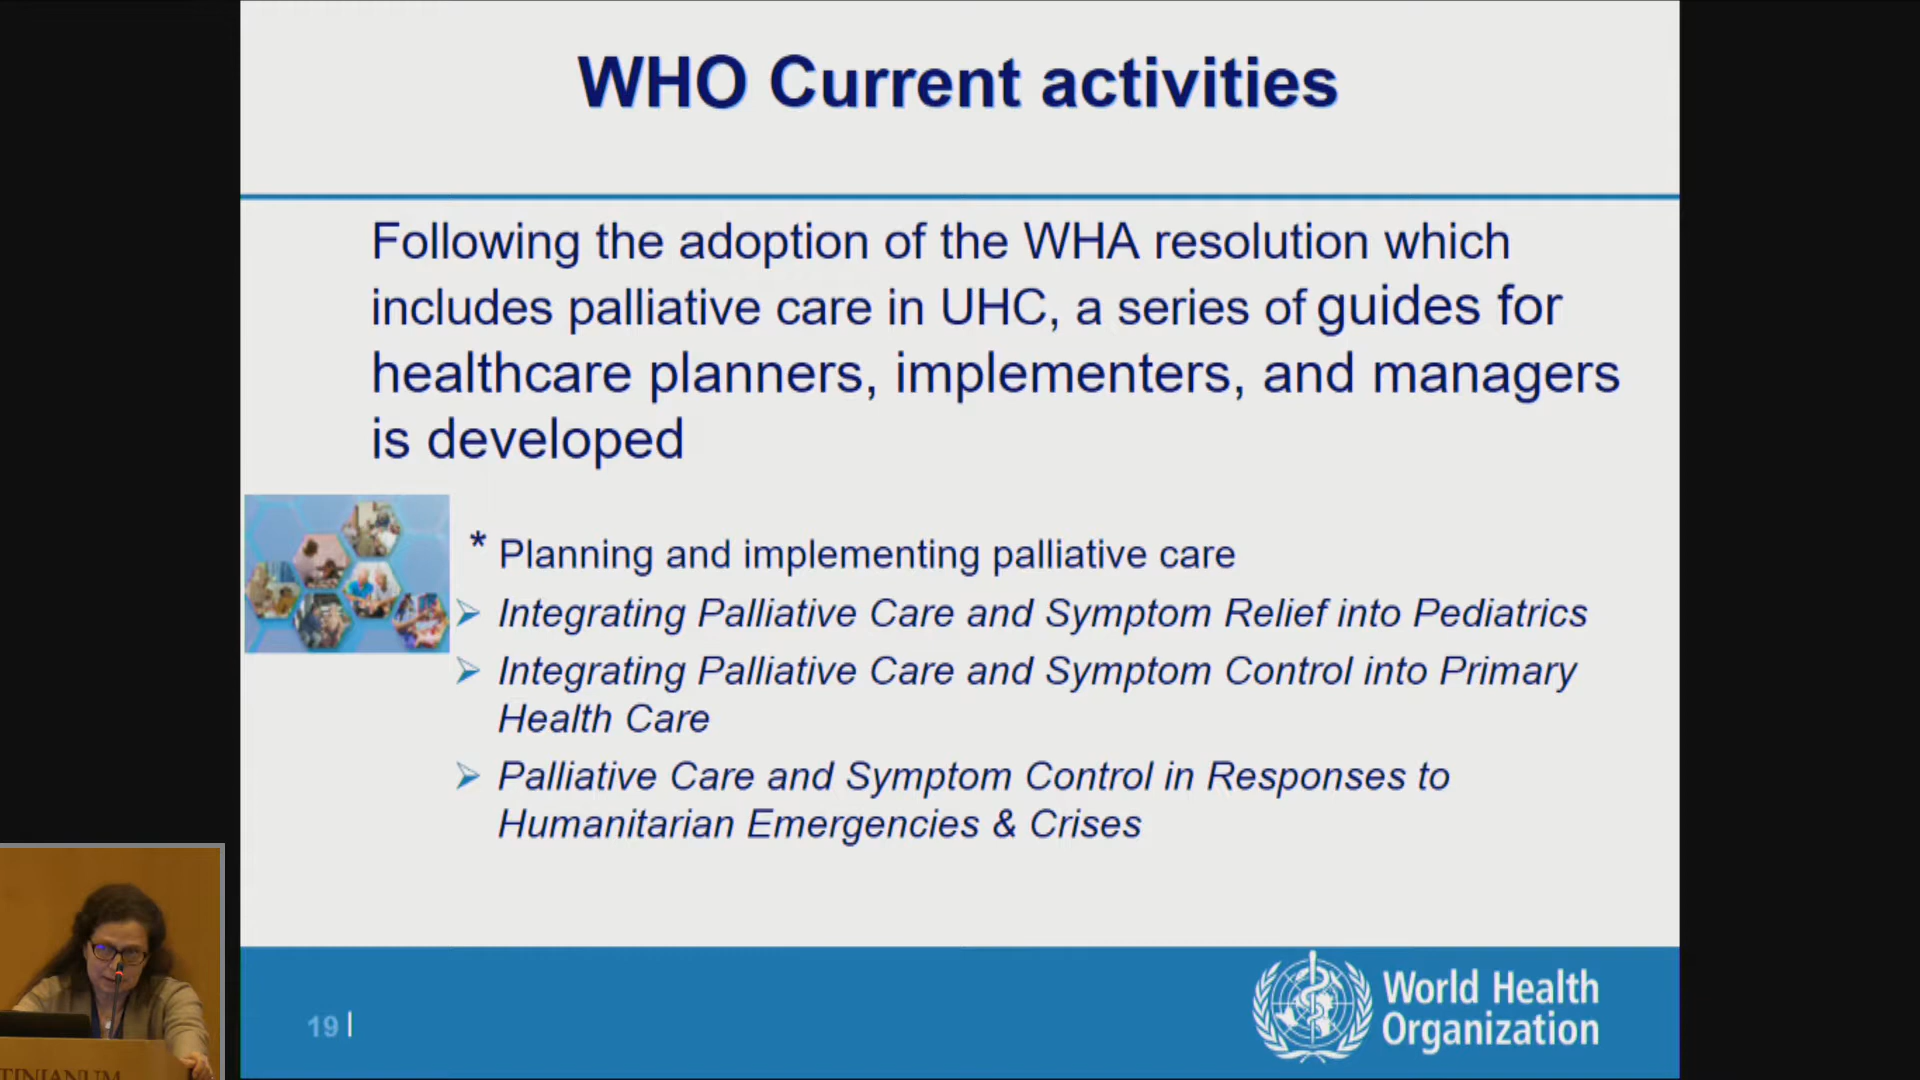 WHO Current activities
Following the adoption of the WHA resolution which
includes palliative care in UHC, a series of guides for
healthcare planners, implementers, and managers
is developed
* Planning and implementing palliative care
Integrating Palliative Care and Symptom Relief into Pediatrics
Integrating Palliative Care and Symptom Control into Primary
Health Care
Palliative Care and Symptom Control in Responses to
Humanitarian Emergencies & Crises
19 |
World Health
Organization
TINIANUM